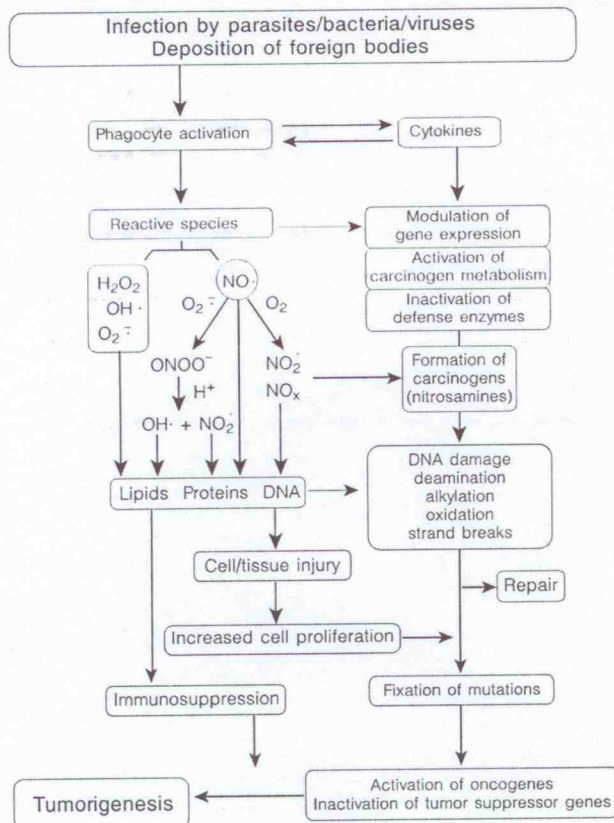 Infection by parasites/bacteria/viruses
Deposition of foreign bodies
Phagocyte activation
Cytokines
Reactive species
Modulation of
gene expression
Activation of
carcinogen metabolism
Inactivation of
defense enzymes
H₂O₂
OH·
O₂·⁻
NO·
O₂·⁻
O₂
ONOO⁻
H⁺
OH· + NO₂·
NO₂·
NOₓ
Formation of
carcinogens
(nitrosamines)
Lipids Proteins DNA
DNA damage
deamination
alkylation
oxidation
strand breaks
Cell/tissue injury
Repair
Increased cell proliferation
Immunosuppression
Fixation of mutations
Activation of oncogenes
Inactivation of tumor suppressor genes
Tumorigenesis